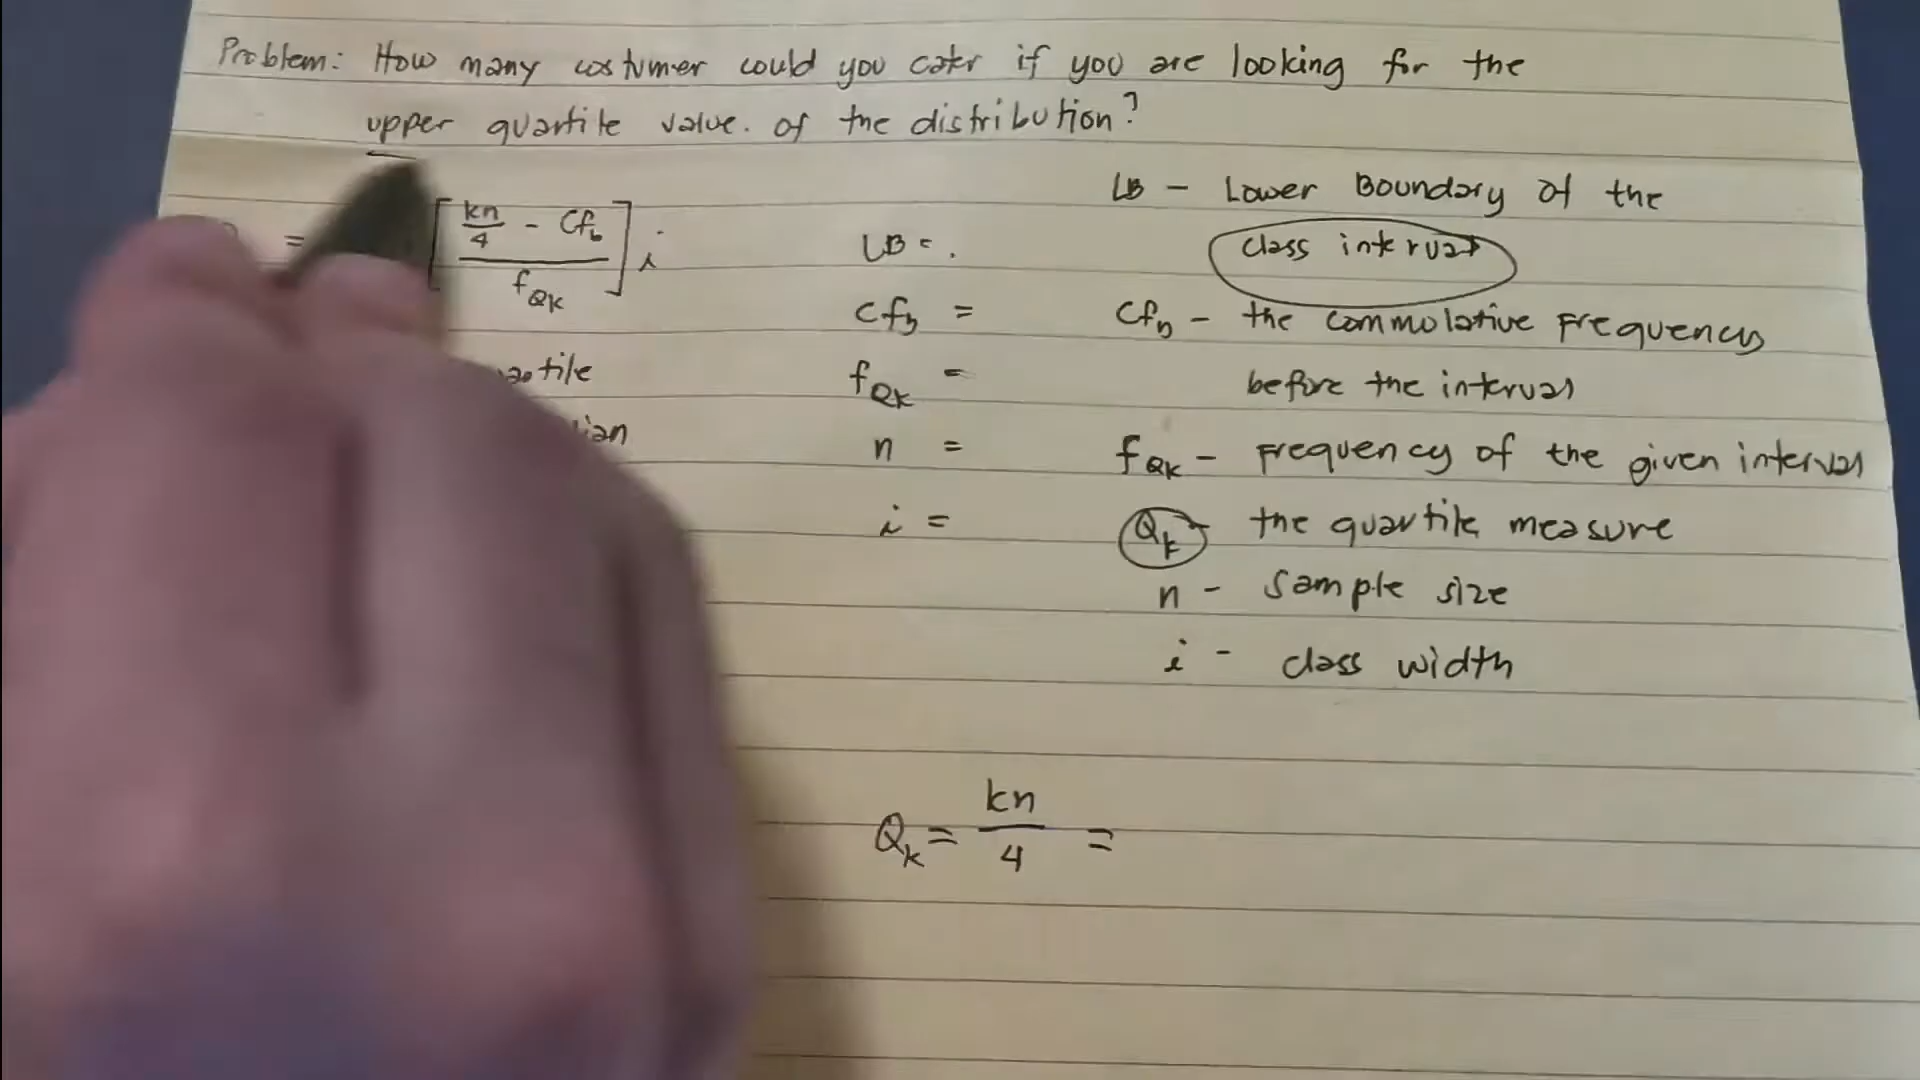 Problem: How many costumer could you cater if you are looking for the
upper quartile value. of the distribution?
= [ kn/4 - Cfb / fQk ] i
LB = .
Cfb =
fQk =
n =
i =
LB - Lower Boundary of the
class interval
Cfb - the commolative Frequency
before the interval
fQk - Frequency of the given interval
Qk - the quartile measure
n - Sample size
i - class width
Qk = kn/4 =